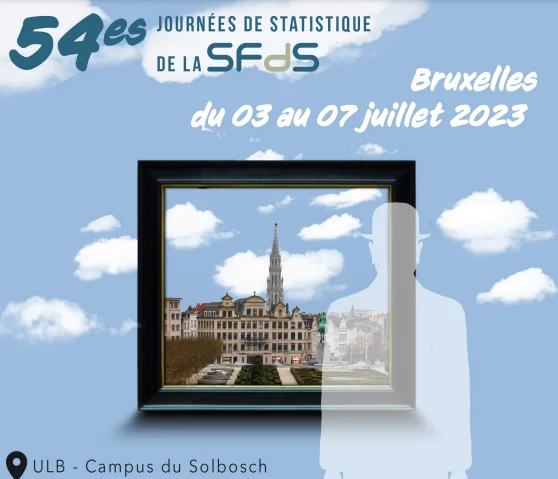 54es JOURNÉES DE STATISTIQUE
DE LA SFdS
Bruxelles
du 03 au 07 juillet 2023
ULB - Campus du Solbosch